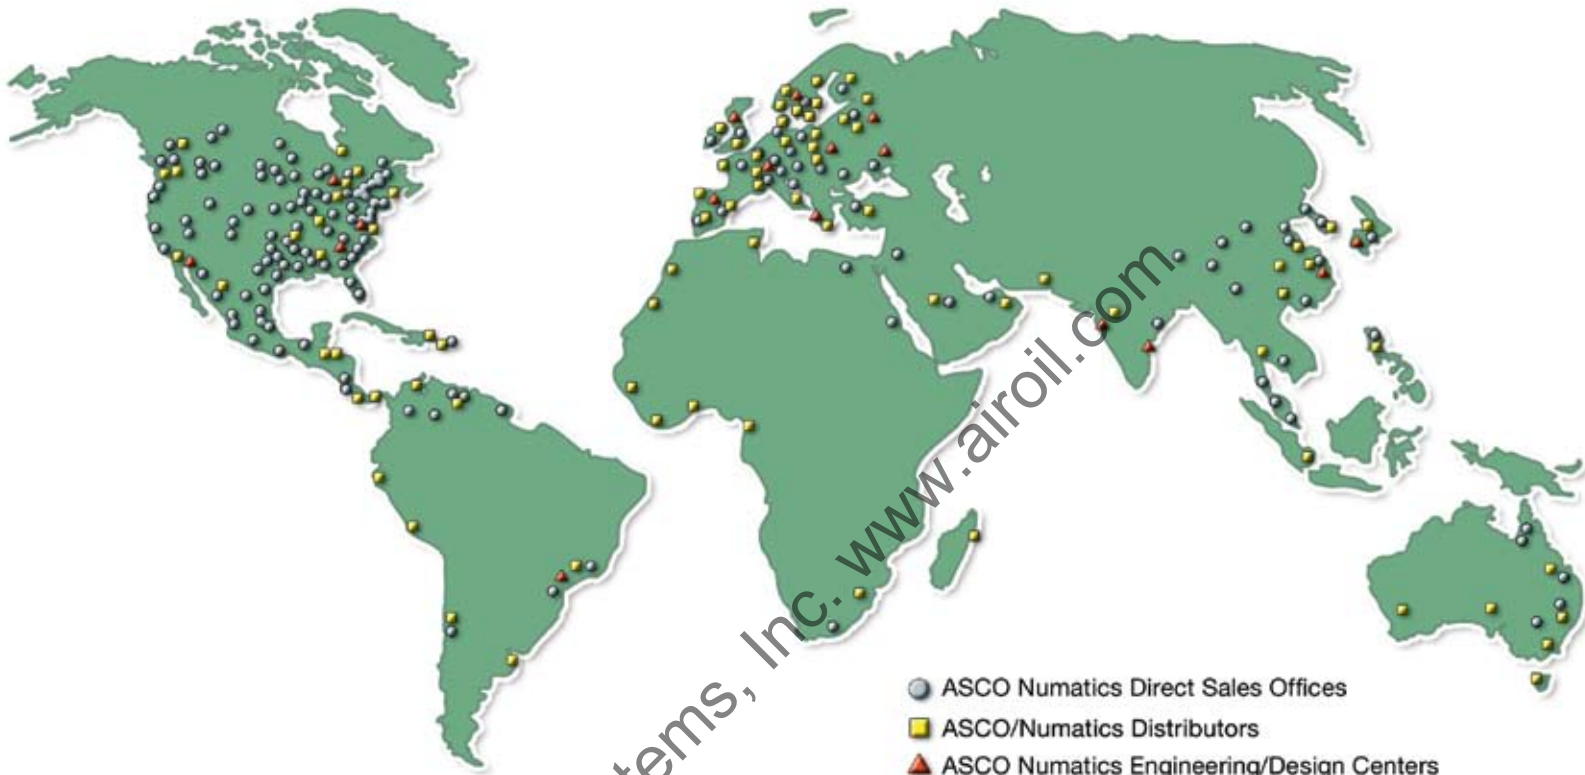 tems, Inc. www.airoil.com
ASCO Numatics Direct Sales Offices
ASCO/Numatics Distributors
ASCO Numatics Engineering/Design Centers